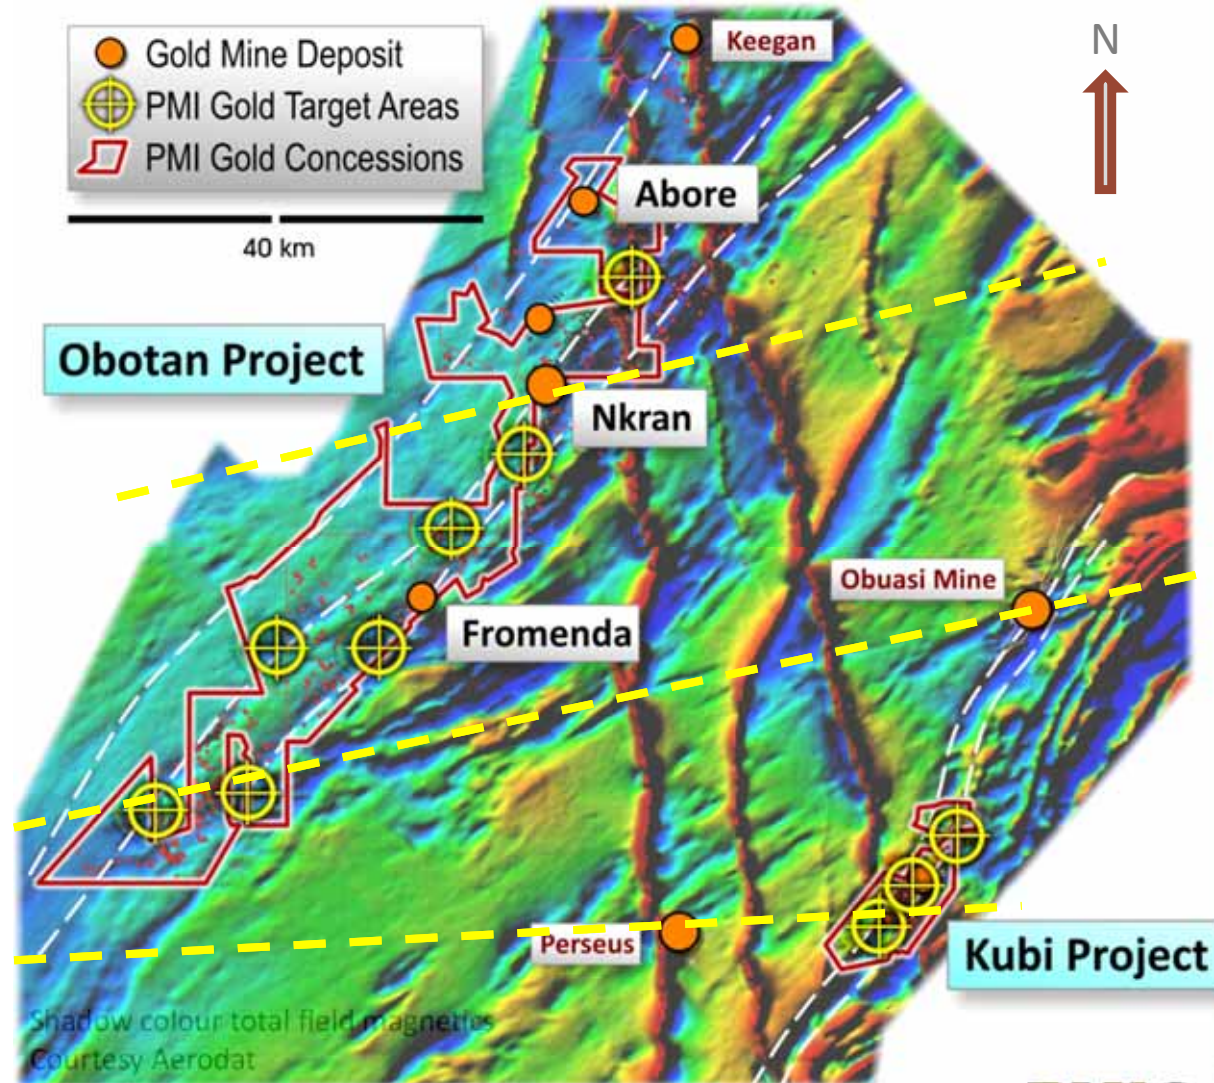 Gold Mine Deposit
PMI Gold Target Areas
PMI Gold Concessions
40 km
N
Keegan
Abore
Obotan Project
Nkran
Obuasi Mine
Fromenda
Perseus
Kubi Project
Shadow colour total field magnetics
Courtesy Aerodat